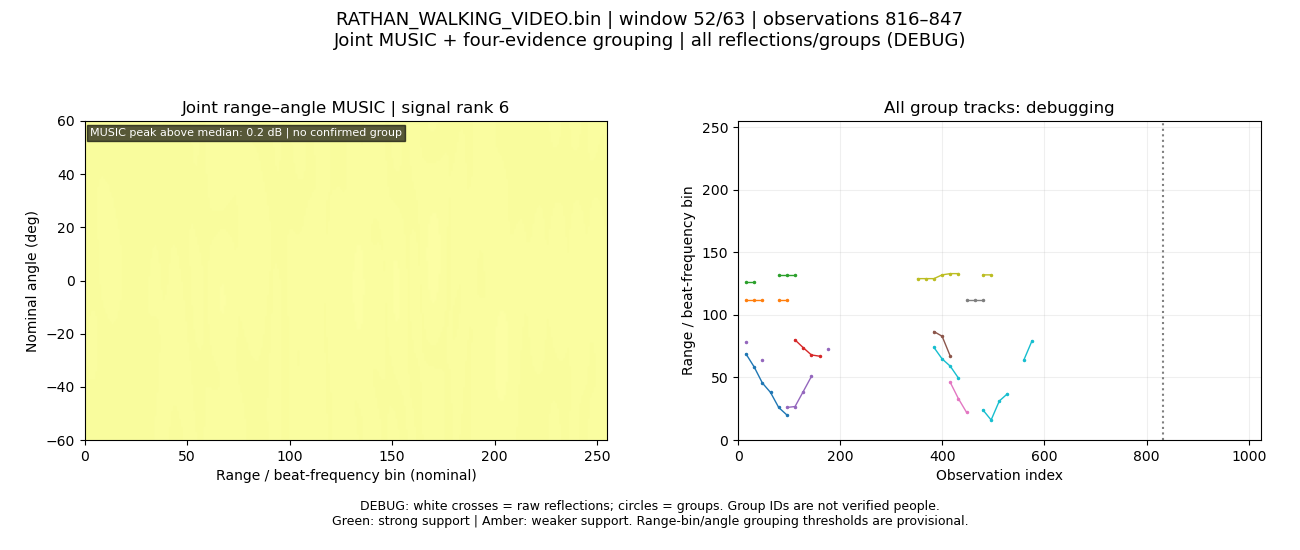 RATHAN_WALKING_VIDEO.bin | window 52/63 | observations 816–847
Joint MUSIC + four-evidence grouping | all reflections/groups (DEBUG)
Joint range–angle MUSIC | signal rank 6
MUSIC peak above median: 0.2 dB | no confirmed group
60
40
20
0
−20
−40
−60
Nominal angle (deg)
0
50
100
150
200
250
Range / beat-frequency bin (nominal)
All group tracks: debugging
250
200
150
100
50
0
Range / beat-frequency bin
0
200
400
600
800
1000
Observation index
DEBUG: white crosses = raw reflections; circles = groups. Group IDs are not verified people.
Green: strong support | Amber: weaker support. Range-bin/angle grouping thresholds are provisional.